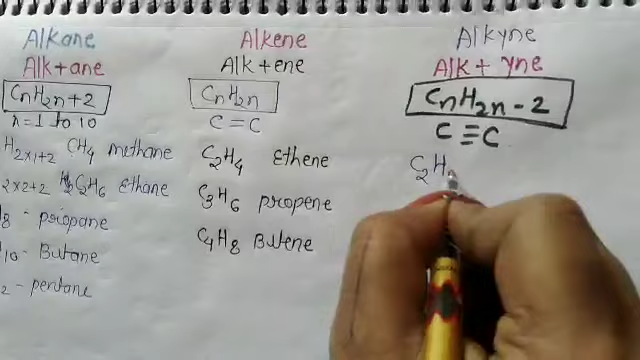 Alkane
Alk+ane
CnH2n+2
n=1 to 10
H2x1+2 CH4 methane
2x2+2 C2H6 Ethane
H8 - propane
10 - Butane
2 - pentane
Alkene
Alk+ene
CnH2n
C=C
C2H4 Ethene
C3H6 propene
C4H8 Butene
Alkyne
Alk+yne
CnH2n-2
C≡C
C2H